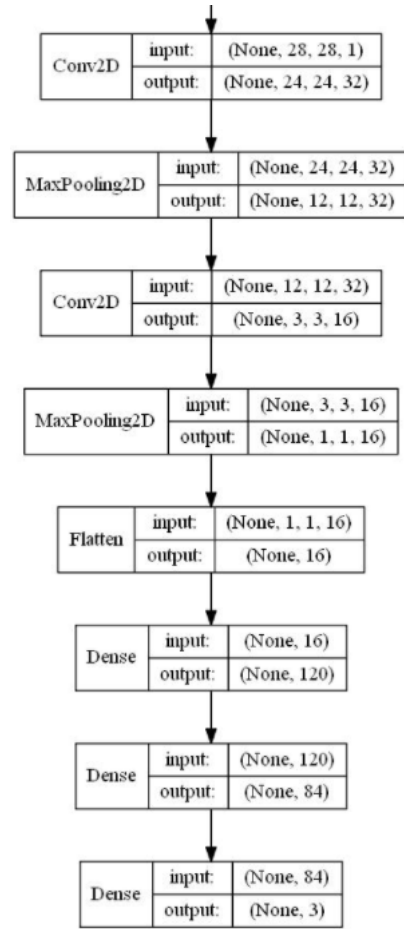 Conv2D
input: (None, 28, 28, 1)
output: (None, 24, 24, 32)
MaxPooling2D
input: (None, 24, 24, 32)
output: (None, 12, 12, 32)
Conv2D
input: (None, 12, 12, 32)
output: (None, 3, 3, 16)
MaxPooling2D
input: (None, 3, 3, 16)
output: (None, 1, 1, 16)
Flatten
input: (None, 1, 1, 16)
output: (None, 16)
Dense
input: (None, 16)
output: (None, 120)
Dense
input: (None, 120)
output: (None, 84)
Dense
input: (None, 84)
output: (None, 3)